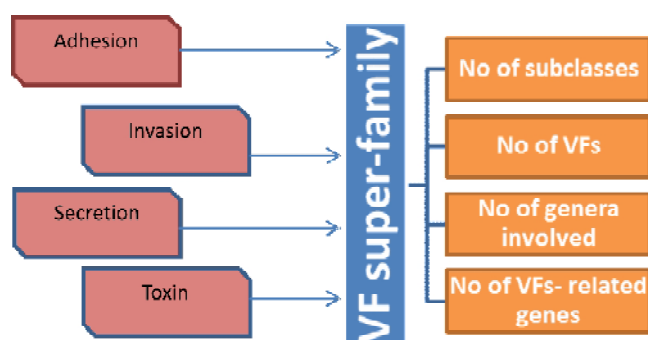 Adhesion
Invasion
Secretion
Toxin
VF super-family
No of subclasses
No of VFs
No of genera
involved
No of VFs- related
genes